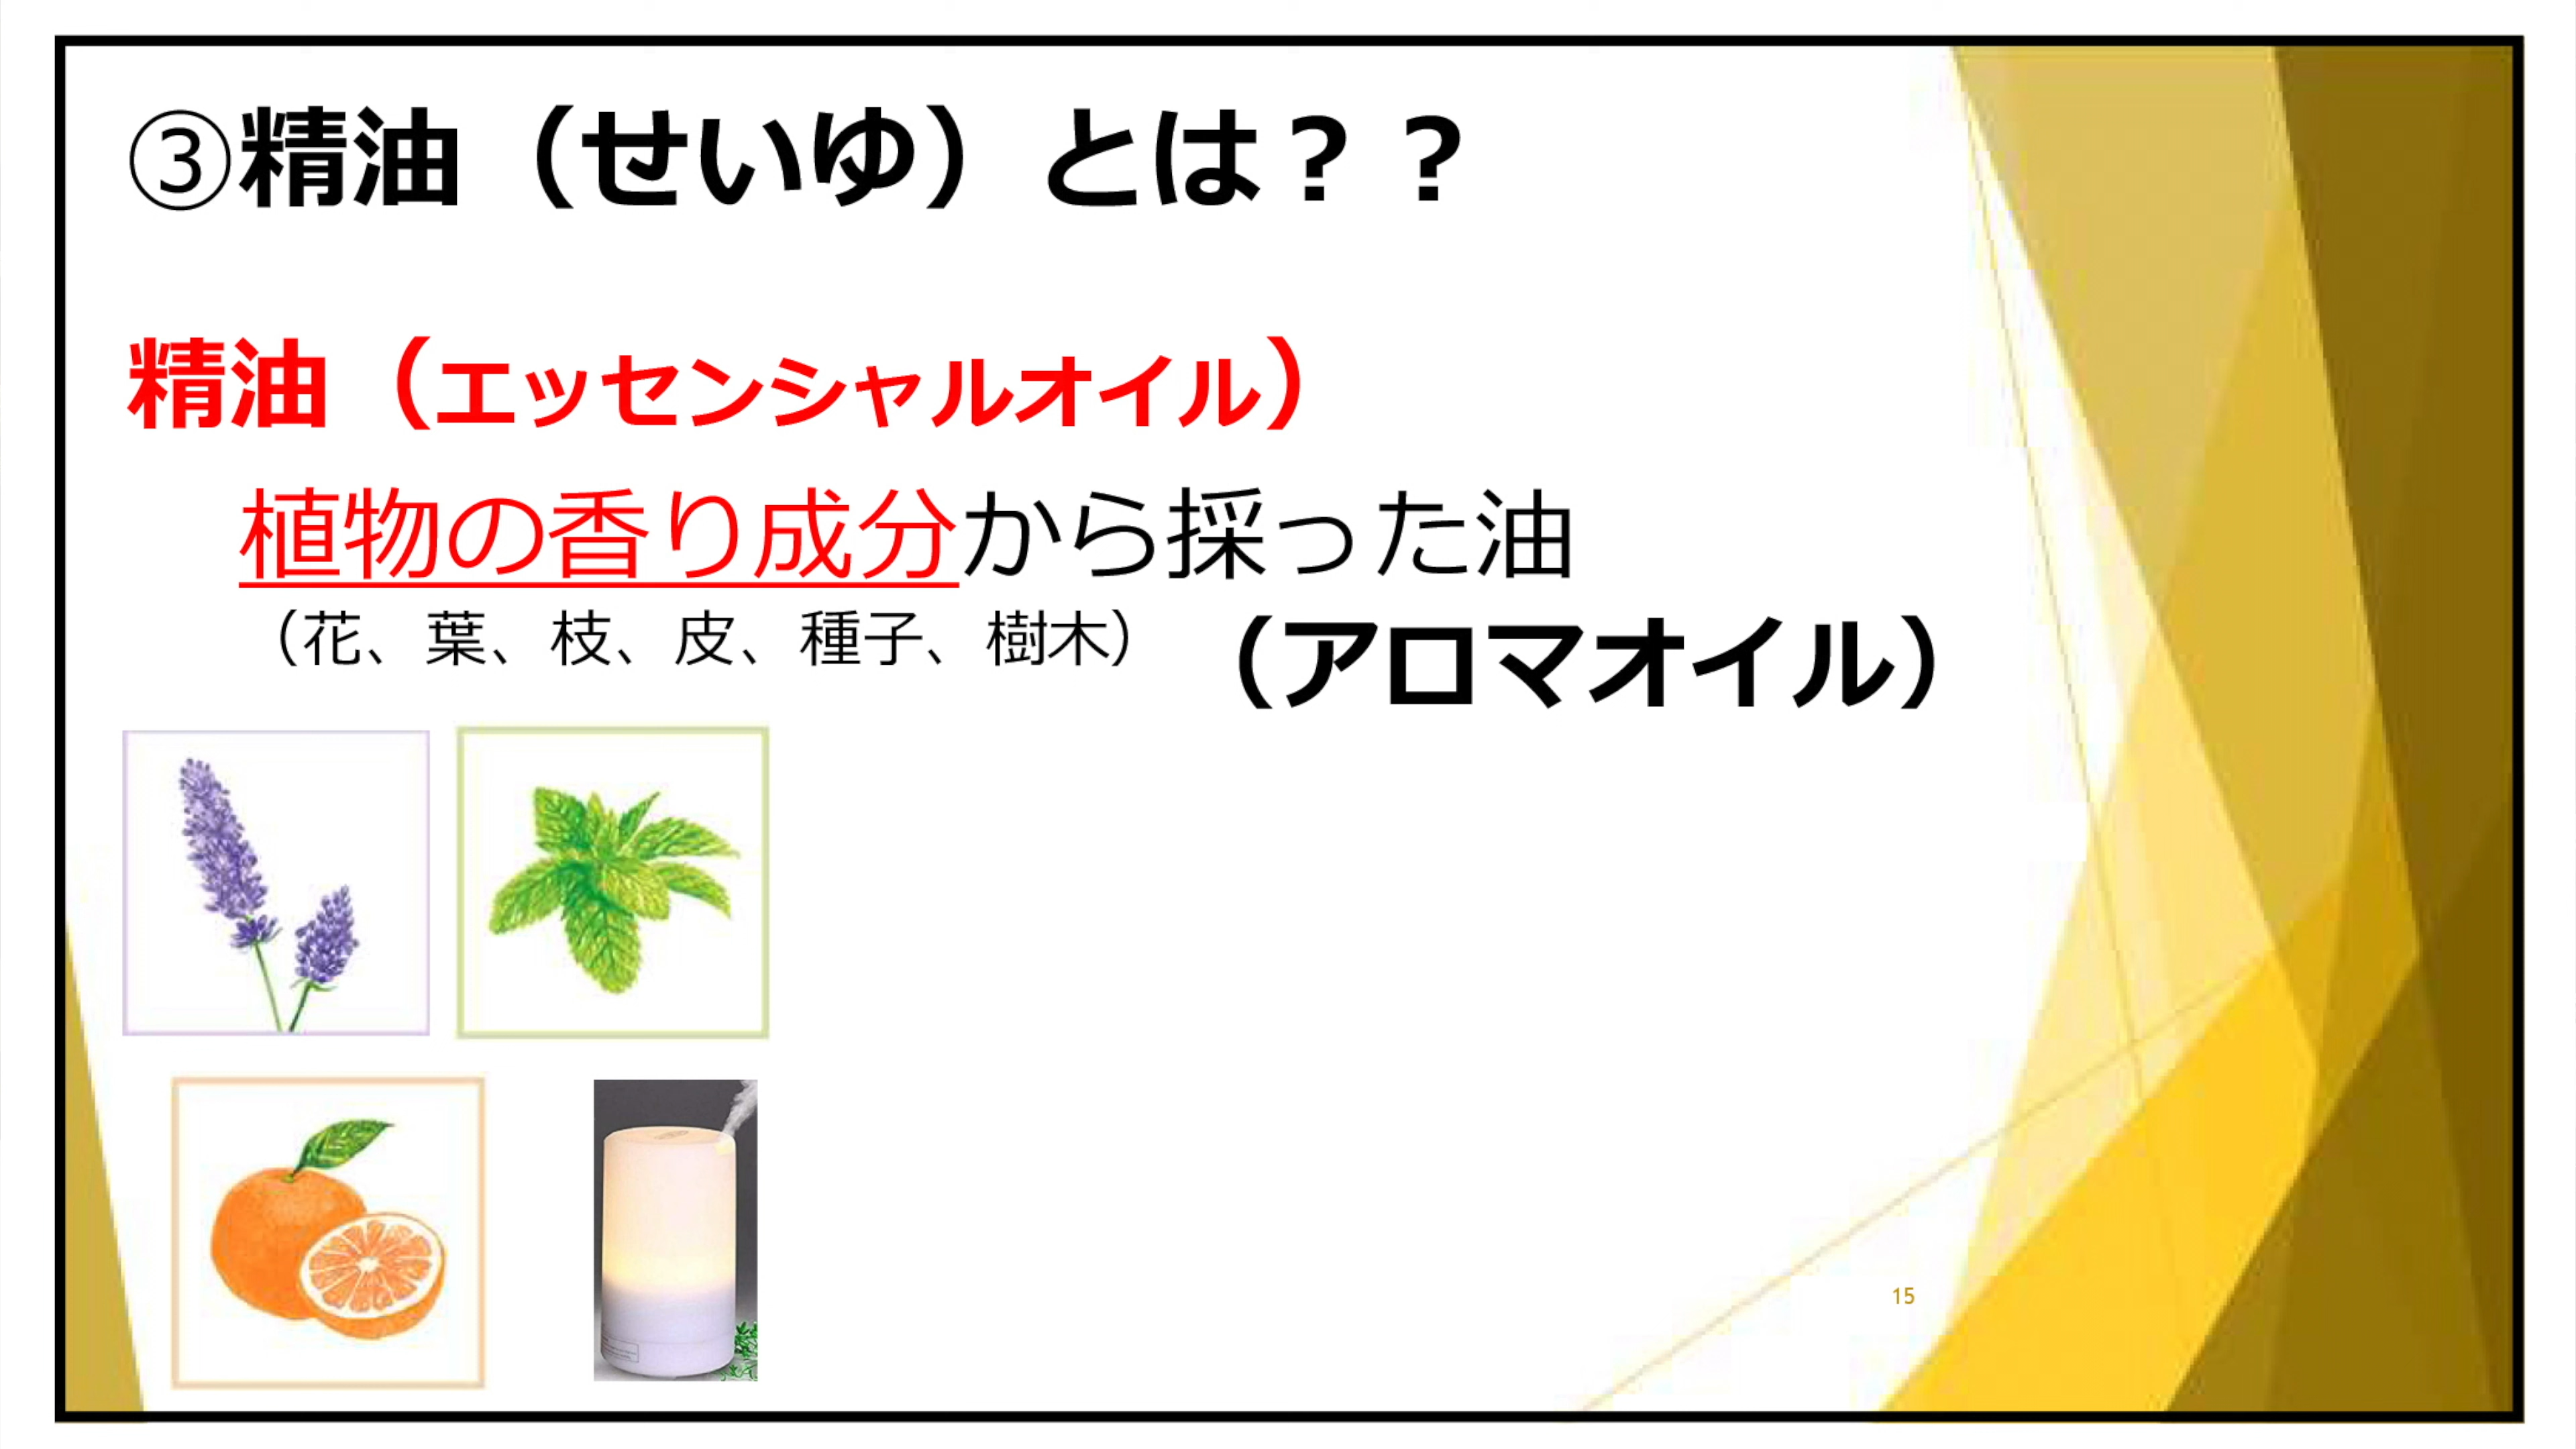 ③精油（せいゆ）とは？？
精油（エッセンシャルオイル）
植物の香り成分から採った油
（花、葉、枝、皮、種子、樹木）
（アロマオイル）
15